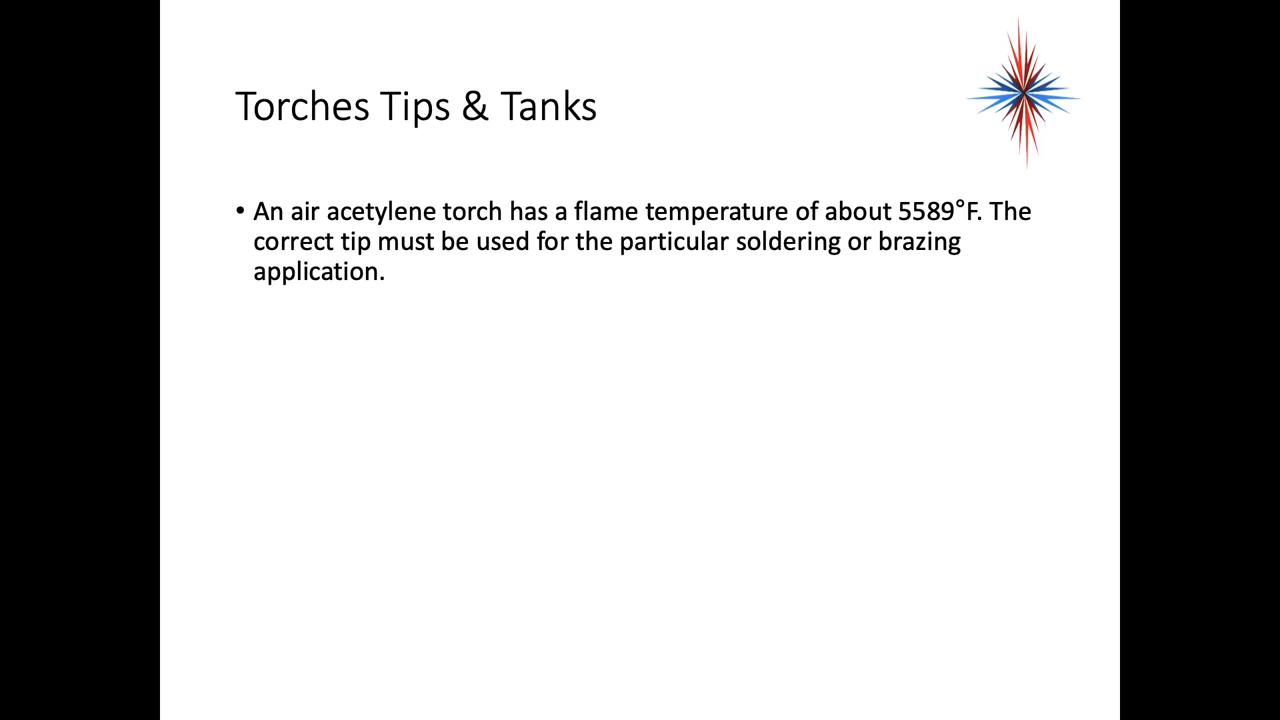 Torches Tips & Tanks
• An air acetylene torch has a flame temperature of about 5589°F. The
correct tip must be used for the particular soldering or brazing
application.